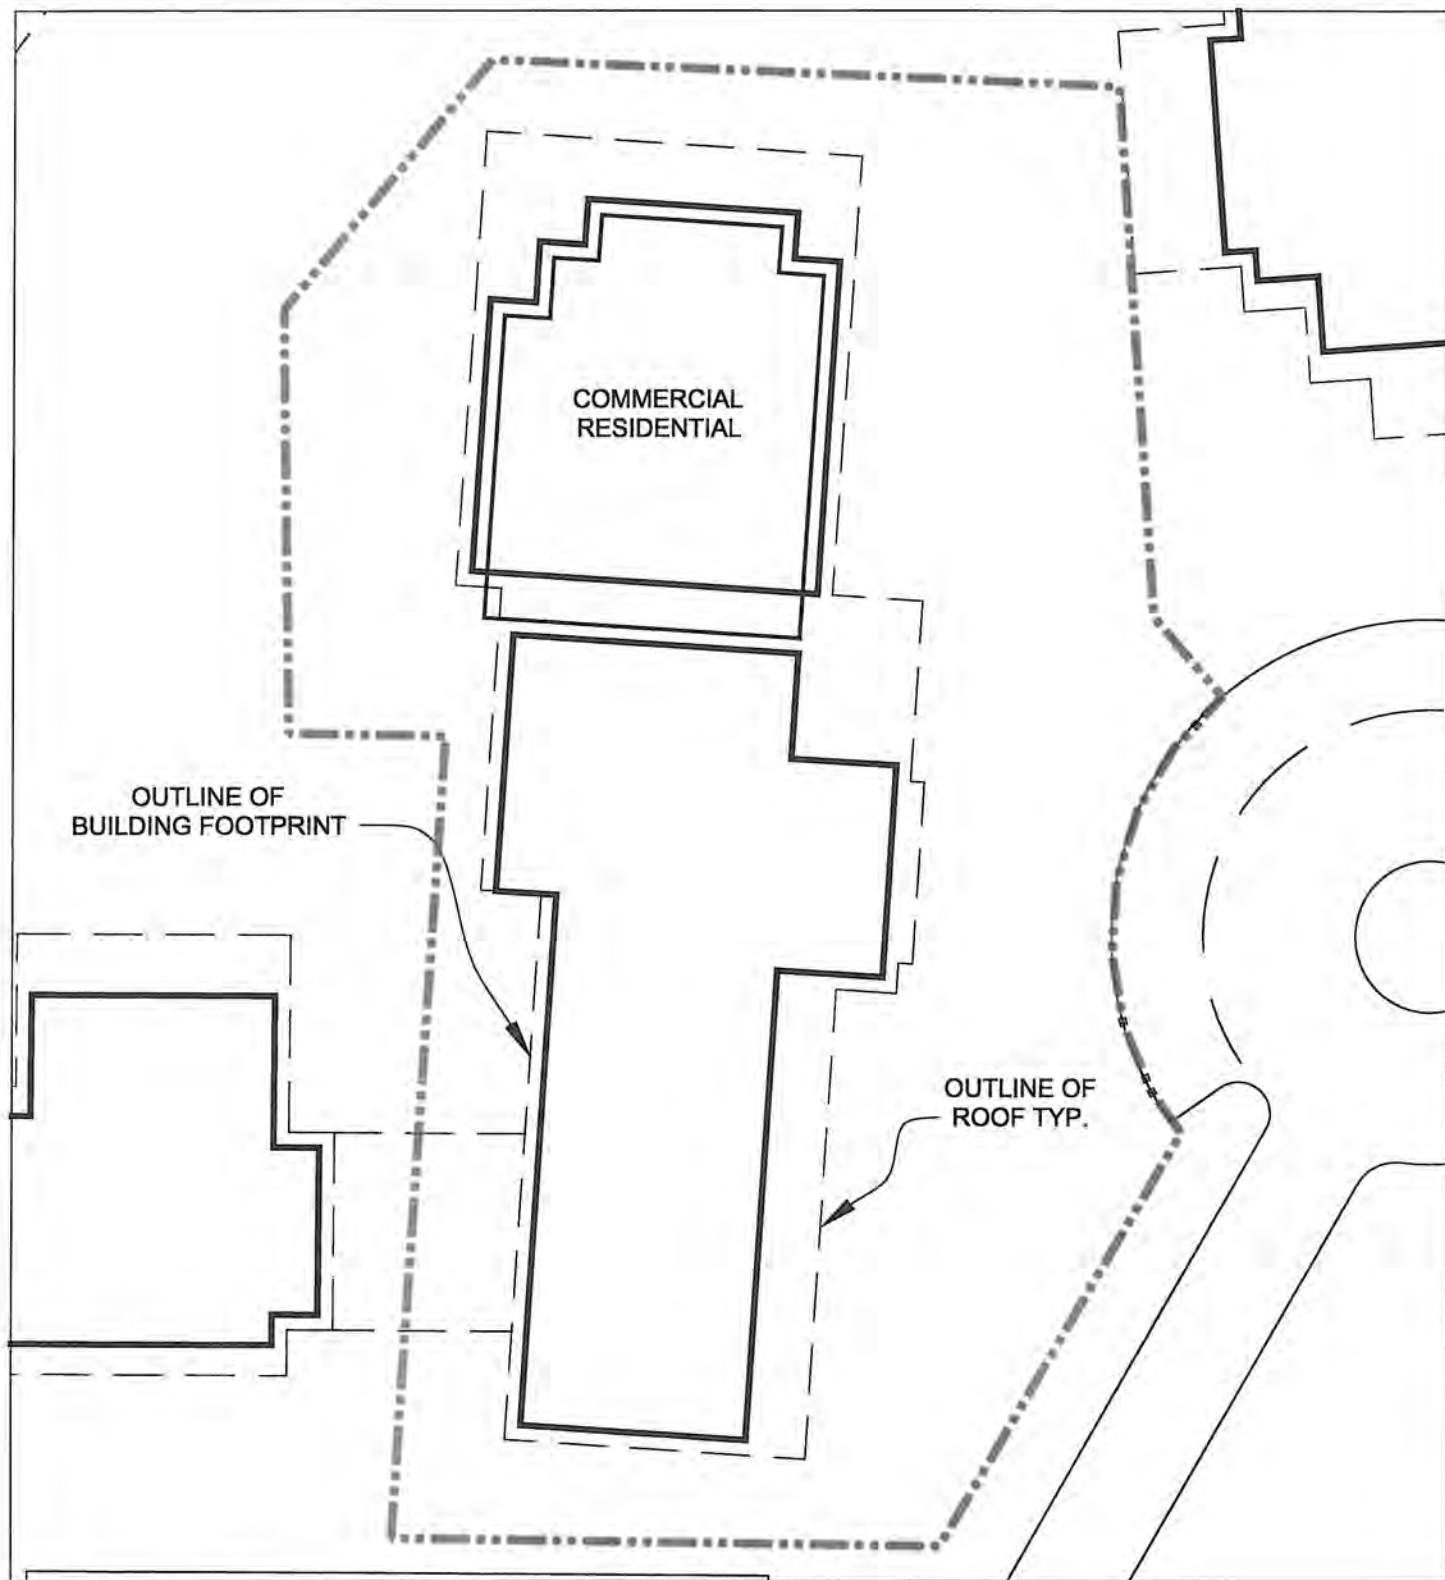 COMMERCIAL
RESIDENTIAL
OUTLINE OF
BUILDING FOOTPRINT
OUTLINE OF
ROOF TYP.